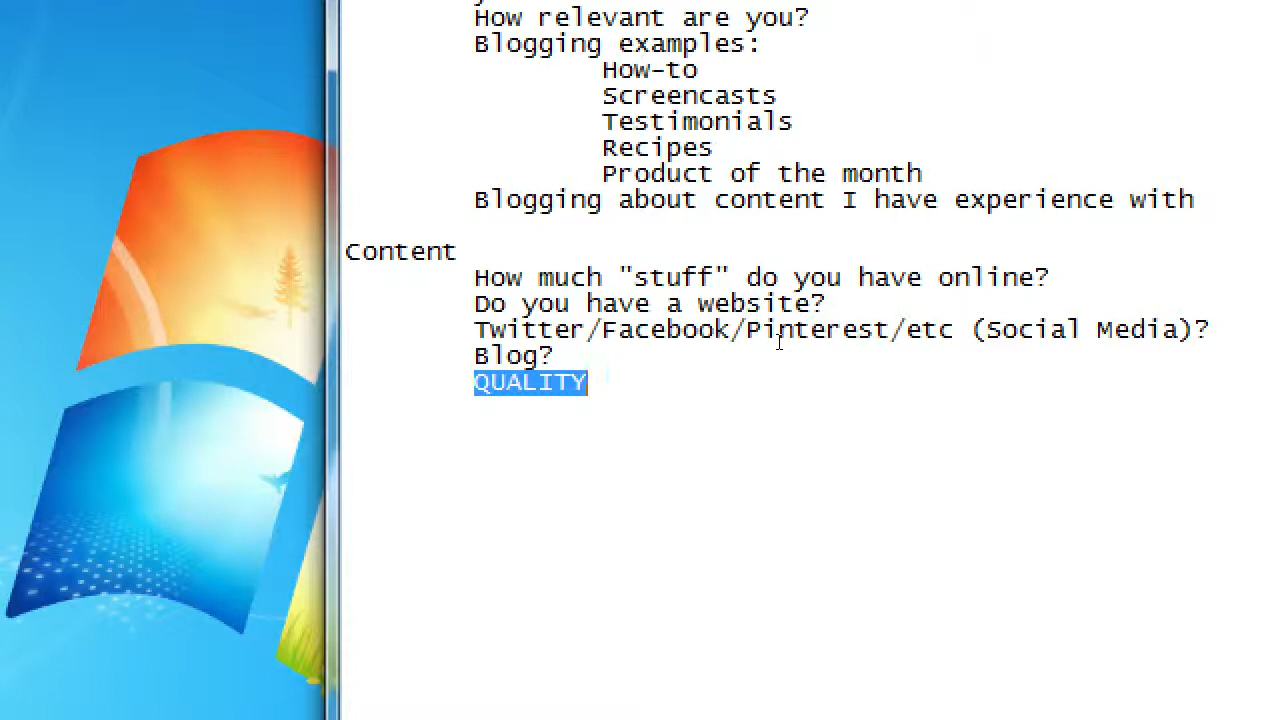 How relevant are you?
Blogging examples:
How-to
Screencasts
Testimonials
Recipes
Product of the month
Blogging about content I have experience with
Content
How much "stuff" do you have online?
Do you have a website?
Twitter/Facebook/Pinterest/etc (Social Media)?
Blog?
QUALITY